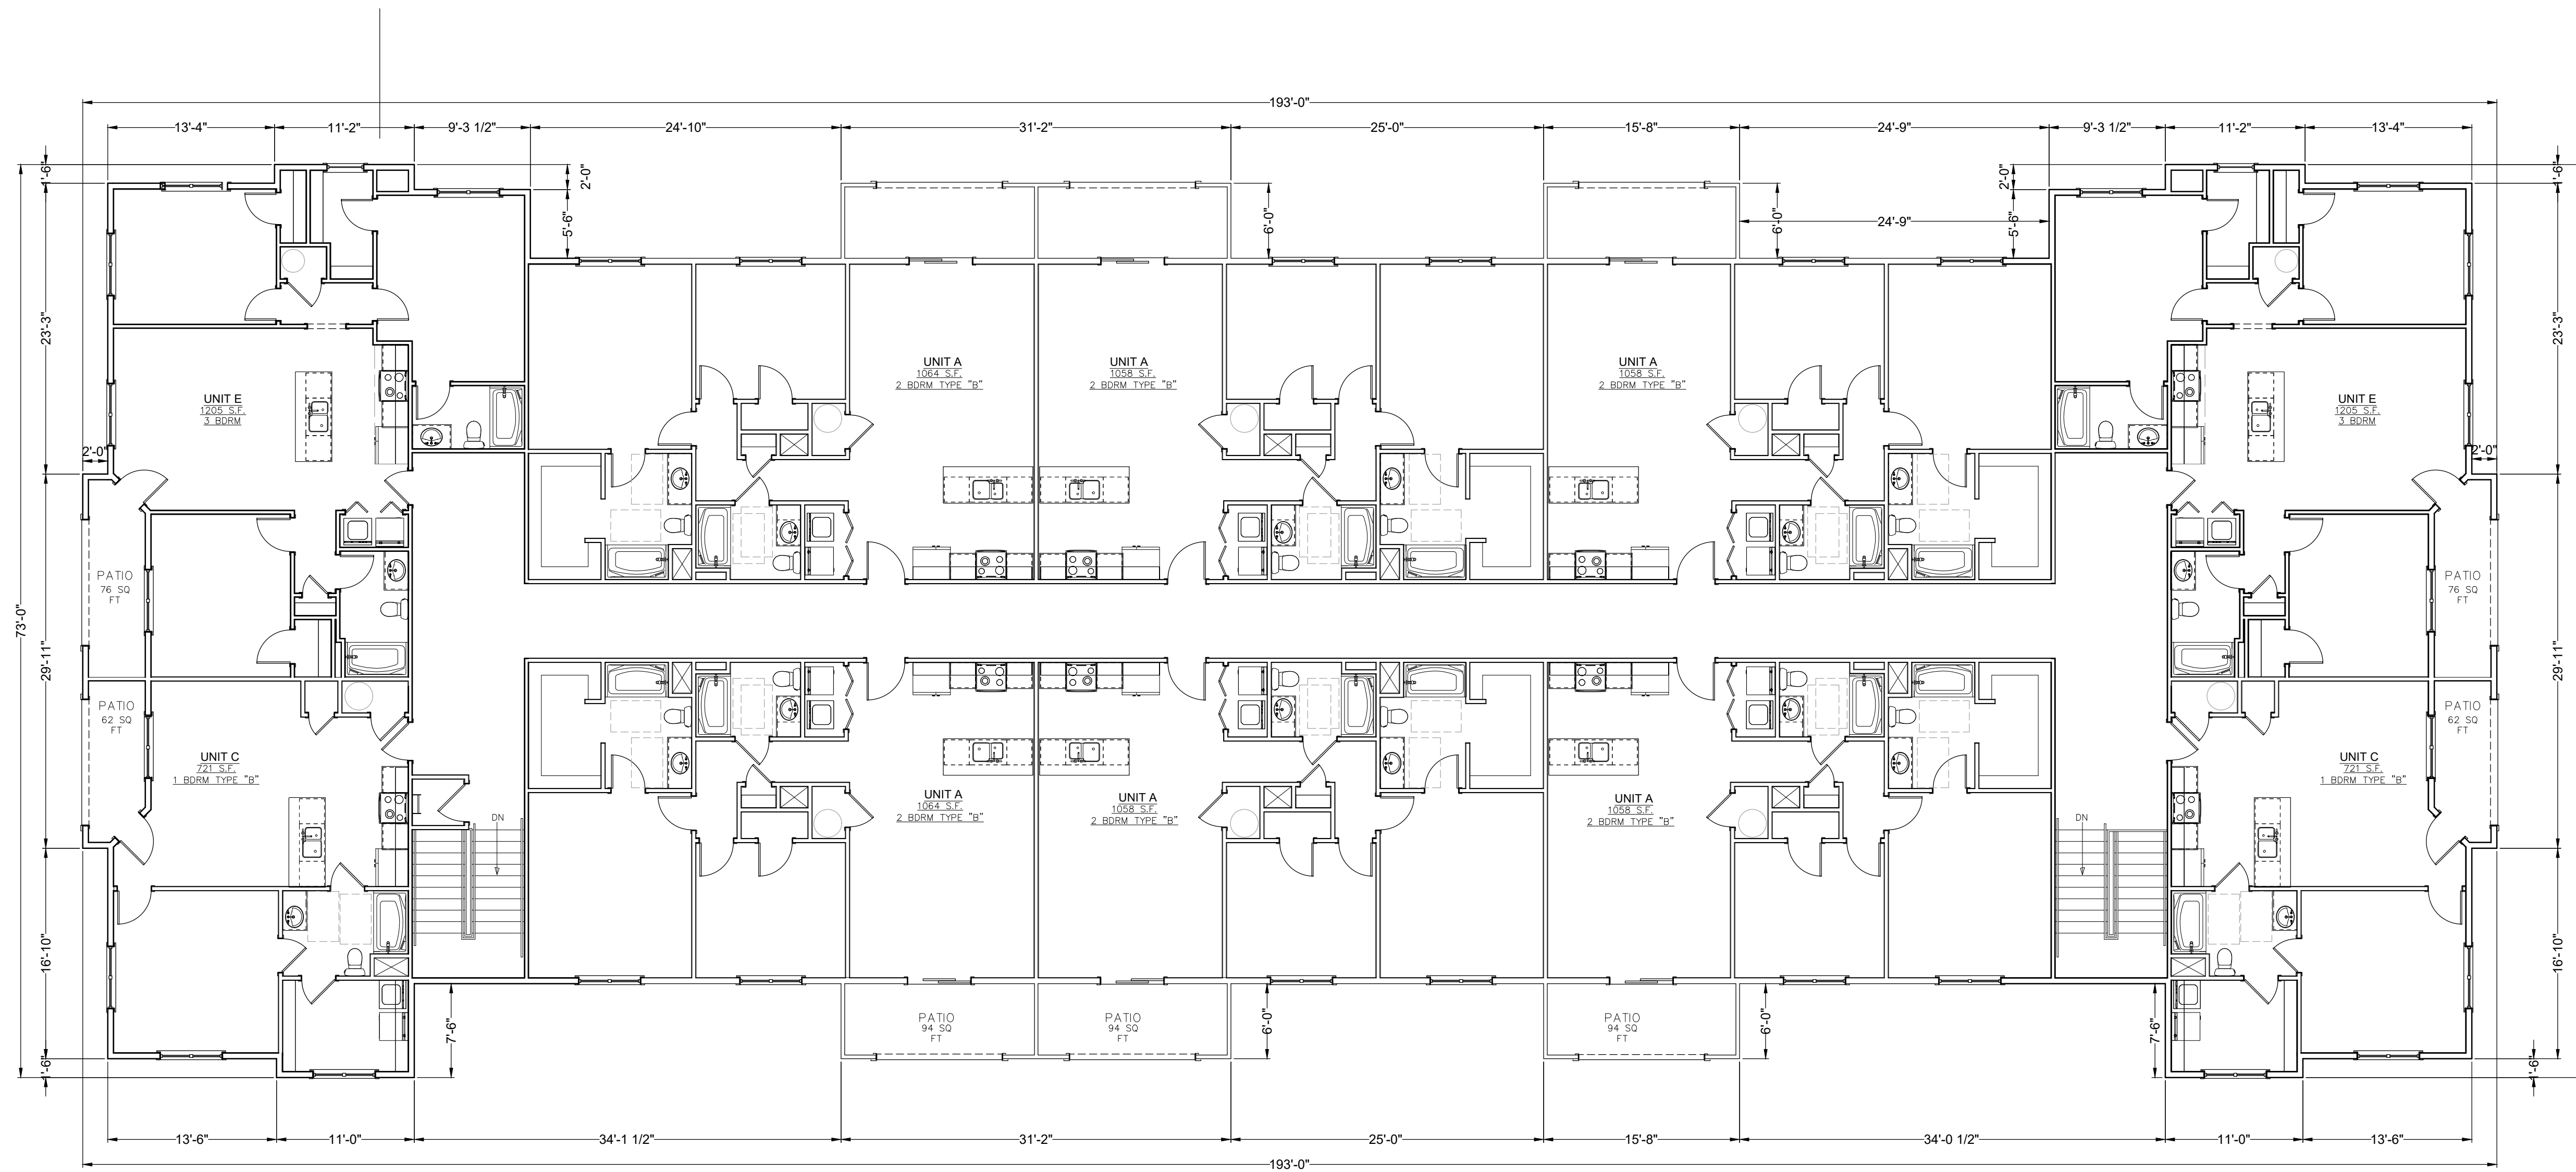 193'-0"
13'-4"
11'-2"
9'-3 1/2"
24'-10"
31'-2"
25'-0"
15'-8"
24'-9"
9'-3 1/2"
11'-2"
13'-4"
1'-6"
2'-0"
2'-0"
1'-6"
5'-6"
6'-0"
6'-0"
24'-9"
5'-6"
23'-3"
23'-3"
UNIT A
1064 S.F.
2 BDRM TYPE "B"
UNIT A
1058 S.F.
2 BDRM TYPE "B"
UNIT A
1058 S.F.
2 BDRM TYPE "B"
UNIT E
1205 S.F.
3 BDRM
UNIT E
1205 S.F.
3 BDRM
2'-0"
2'-0"
PATIO
76 SQ
FT
PATIO
76 SQ
FT
73'-0"
29'-11"
29'-11"
PATIO
62 SQ
FT
PATIO
62 SQ
FT
UNIT C
721 S.F.
1 BDRM TYPE "B"
UNIT C
721 S.F.
1 BDRM TYPE "B"
UNIT A
1064 S.F.
2 BDRM TYPE "B"
UNIT A
1058 S.F.
2 BDRM TYPE "B"
UNIT A
1058 S.F.
2 BDRM TYPE "B"
DN
DN
16'-10"
16'-10"
PATIO
94 SQ
FT
PATIO
94 SQ
FT
PATIO
94 SQ
FT
7'-6"
6'-0"
6'-0"
7'-6"
1'-6"
1'-6"
13'-6"
11'-0"
34'-1 1/2"
31'-2"
25'-0"
15'-8"
34'-0 1/2"
11'-0"
13'-6"
193'-0"